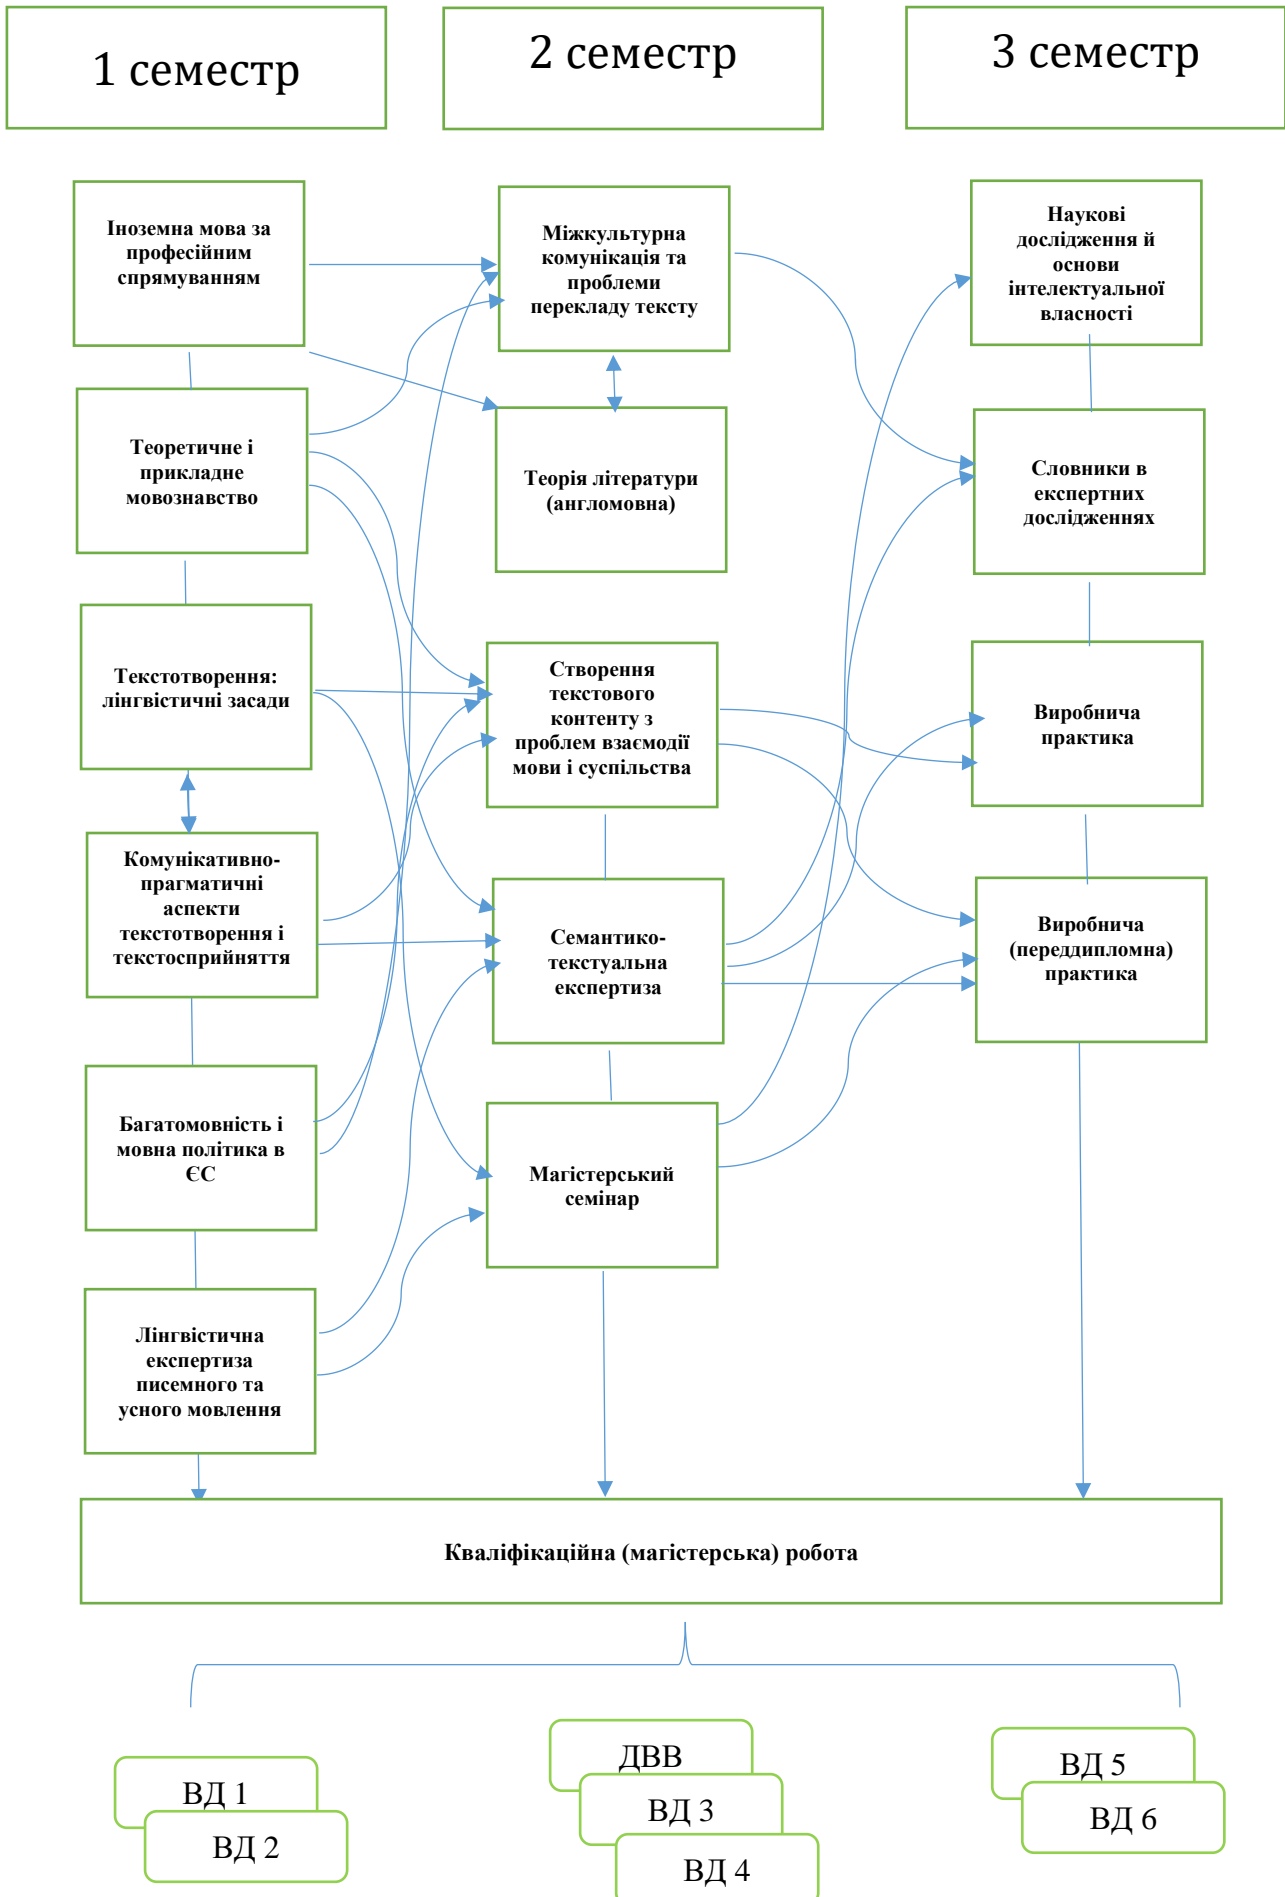 1 семестр
2 семестр
3 семестр
Іноземна мова за
професійним
спрямуванням
Міжкультурна
комунікація та
проблеми
перекладу тексту
Наукові
дослідження й
основи
інтелектуальної
власності
Теоретичне і
прикладне
мовознавство
Теорія літератури
(англомовна)
Словники в
експертних
дослідженнях
Текстотворення:
лінгвістичні засади
Створення
текстового
контенту з
проблем взаємодії
мови і суспільства
Виробнича
практика
Комунікативно-
прагматичні
аспекти
текстотворення і
текстосприйняття
Семантико-
текстуальна
експертиза
Виробнича
(переддипломна)
практика
Багатомовність і
мовна політика в
ЄС
Магістерський
семінар
Лінгвістична
експертиза
писемного та
усного мовлення
Кваліфікаційна (магістерська) робота
ВД 1
ВД 2
ДВВ
ВД 3
ВД 4
ВД 5
ВД 6